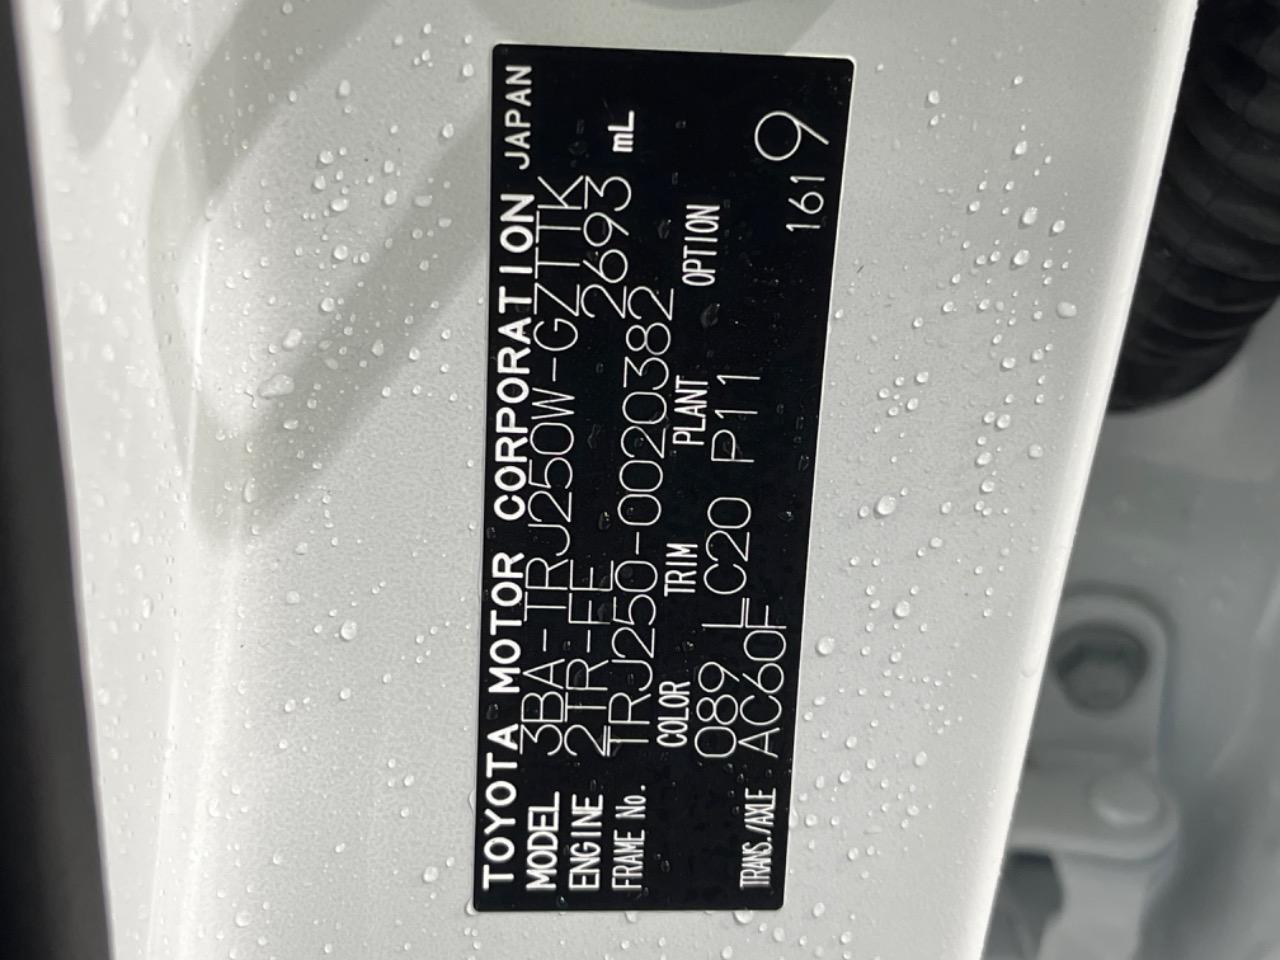 TOYOTA MOTOR CORPORATION JAPAN
MODEL 3BA-TRJ250W-GZTTK
ENGINE 2TR-FE 2693 mL
FRAME No. TRJ250-0020382
COLOR TRIM PLANT OPTION
089 LC20 P11
TRANS./AXLE AC60F
1619